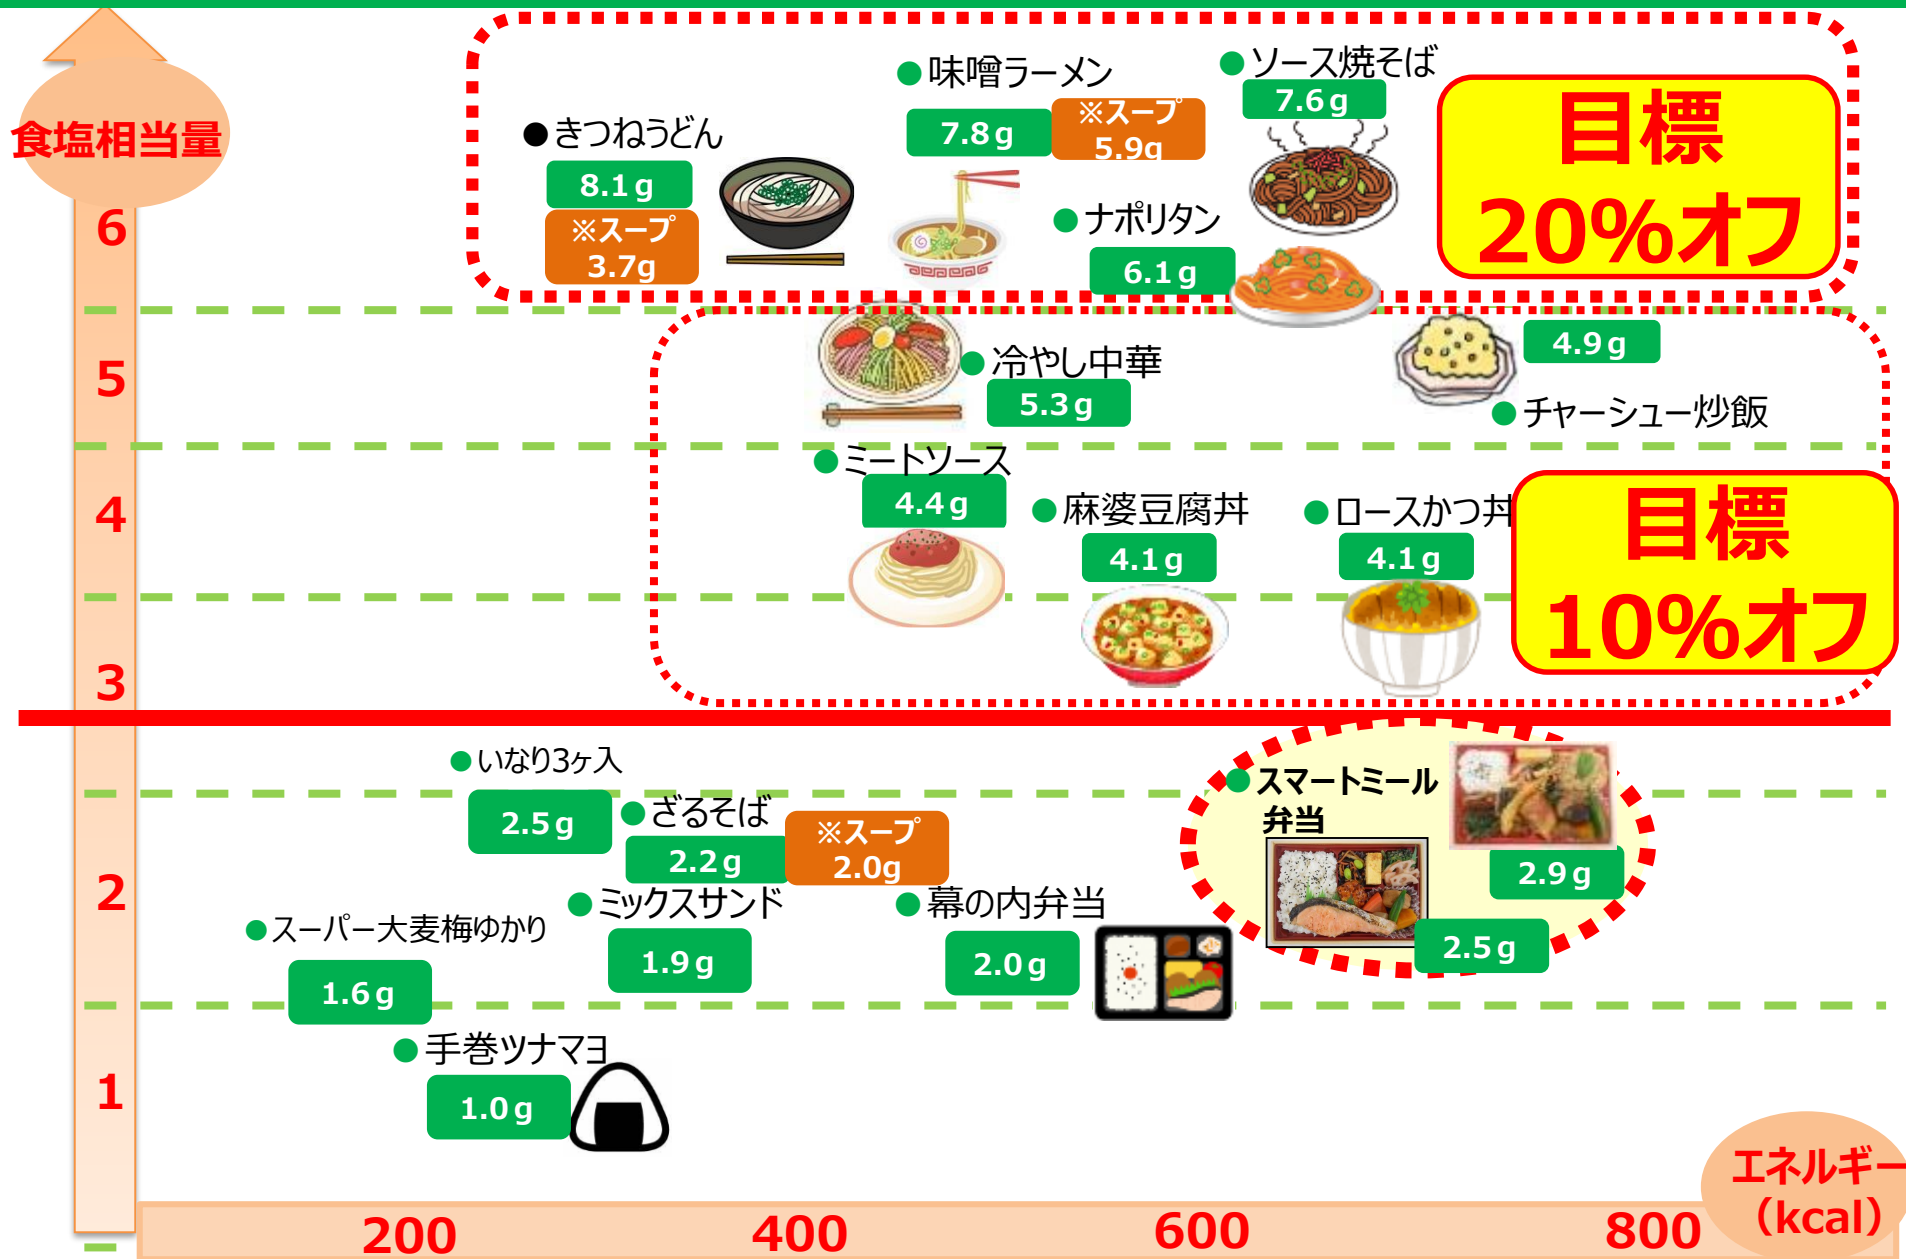 食塩相当量
6
5
4
3
2
1
●きつねうどん
8.1g
※スープ
3.7g
●味噌ラーメン
7.8g
※スープ
5.9g
●ソース焼そば
7.6g
●ナポリタン
6.1g
目標
20%オフ
●冷やし中華
5.3g
4.9g
●チャーシュー炒飯
●ミートソース
4.4g
●麻婆豆腐丼
4.1g
●ロースかつ丼
4.1g
目標
10%オフ
●いなり3ヶ入
2.5g
●ざるそば
2.2g
※スープ
2.0g
●スマートミール
弁当
2.9g
2.5g
●ミックスサンド
1.9g
●幕の内弁当
2.0g
●スーパー大麦梅ゆかり
1.6g
●手巻ツナマヨ
1.0g
エネルギー
（kcal）
200
400
600
800